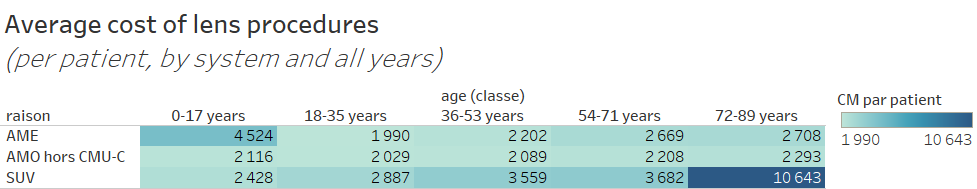 Average cost of lens procedures
(per patient, by system and all years)
age (classe)
raison 0-17 years 18-35 years 36-53 years 54-71 years 72-89 years
AME 4 524 1 990 2 202 2 669 2 708
AMO hors CMU-C 2 116 2 029 2 089 2 208 2 293
SUV 2 428 2 887 3 559 3 682 10 643
CM par patient
1 990 10 643